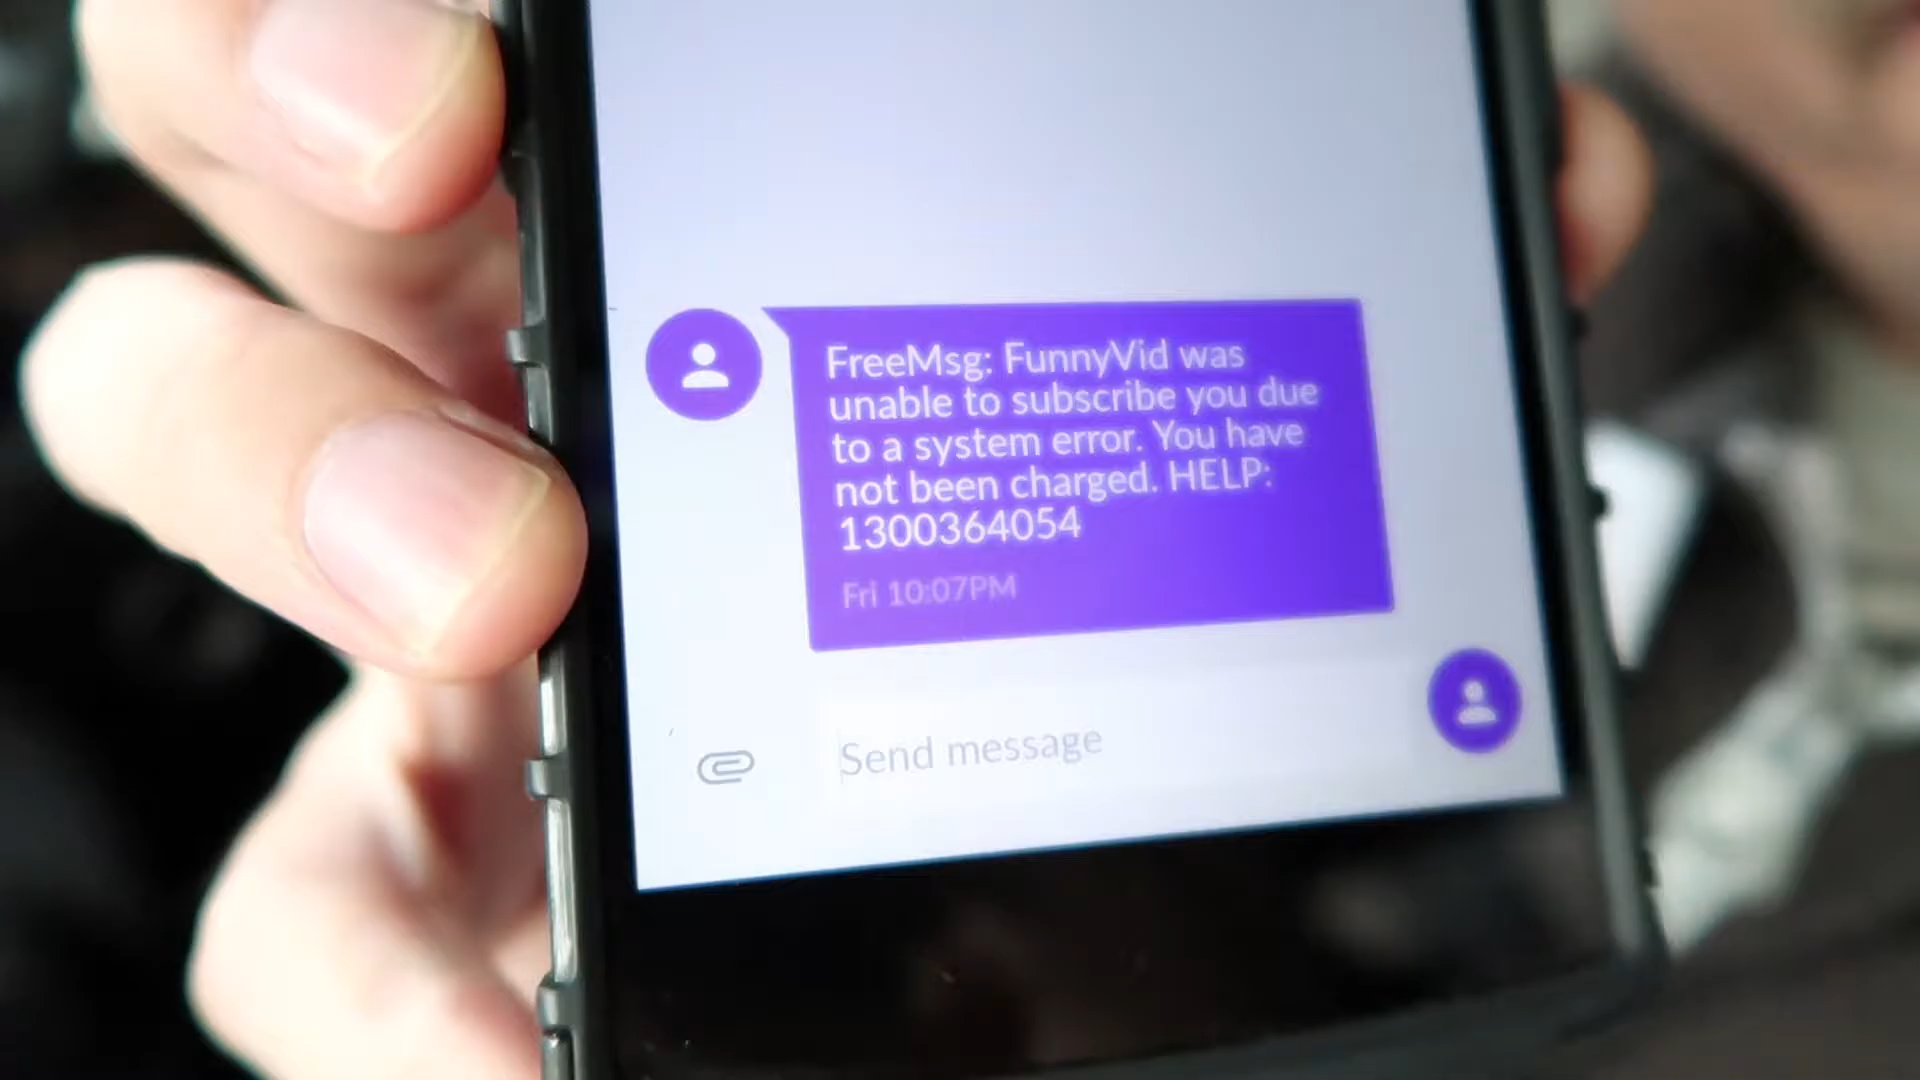 FreeMsg: FunnyVid was
unable to subscribe you due
to a system error. You have
not been charged. HELP:
1300364054
Fri 10:07PM
Send message